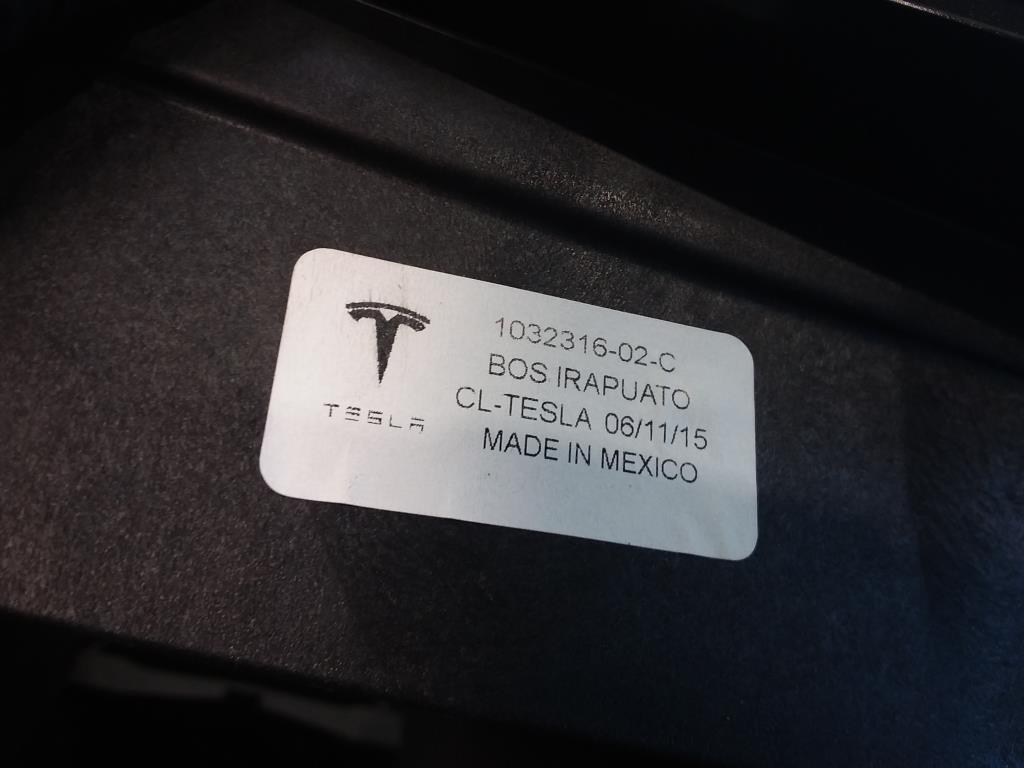 TESLA
1032316-02-C
BOS IRAPUATO
CL-TESLA 06/11/15
MADE IN MEXICO